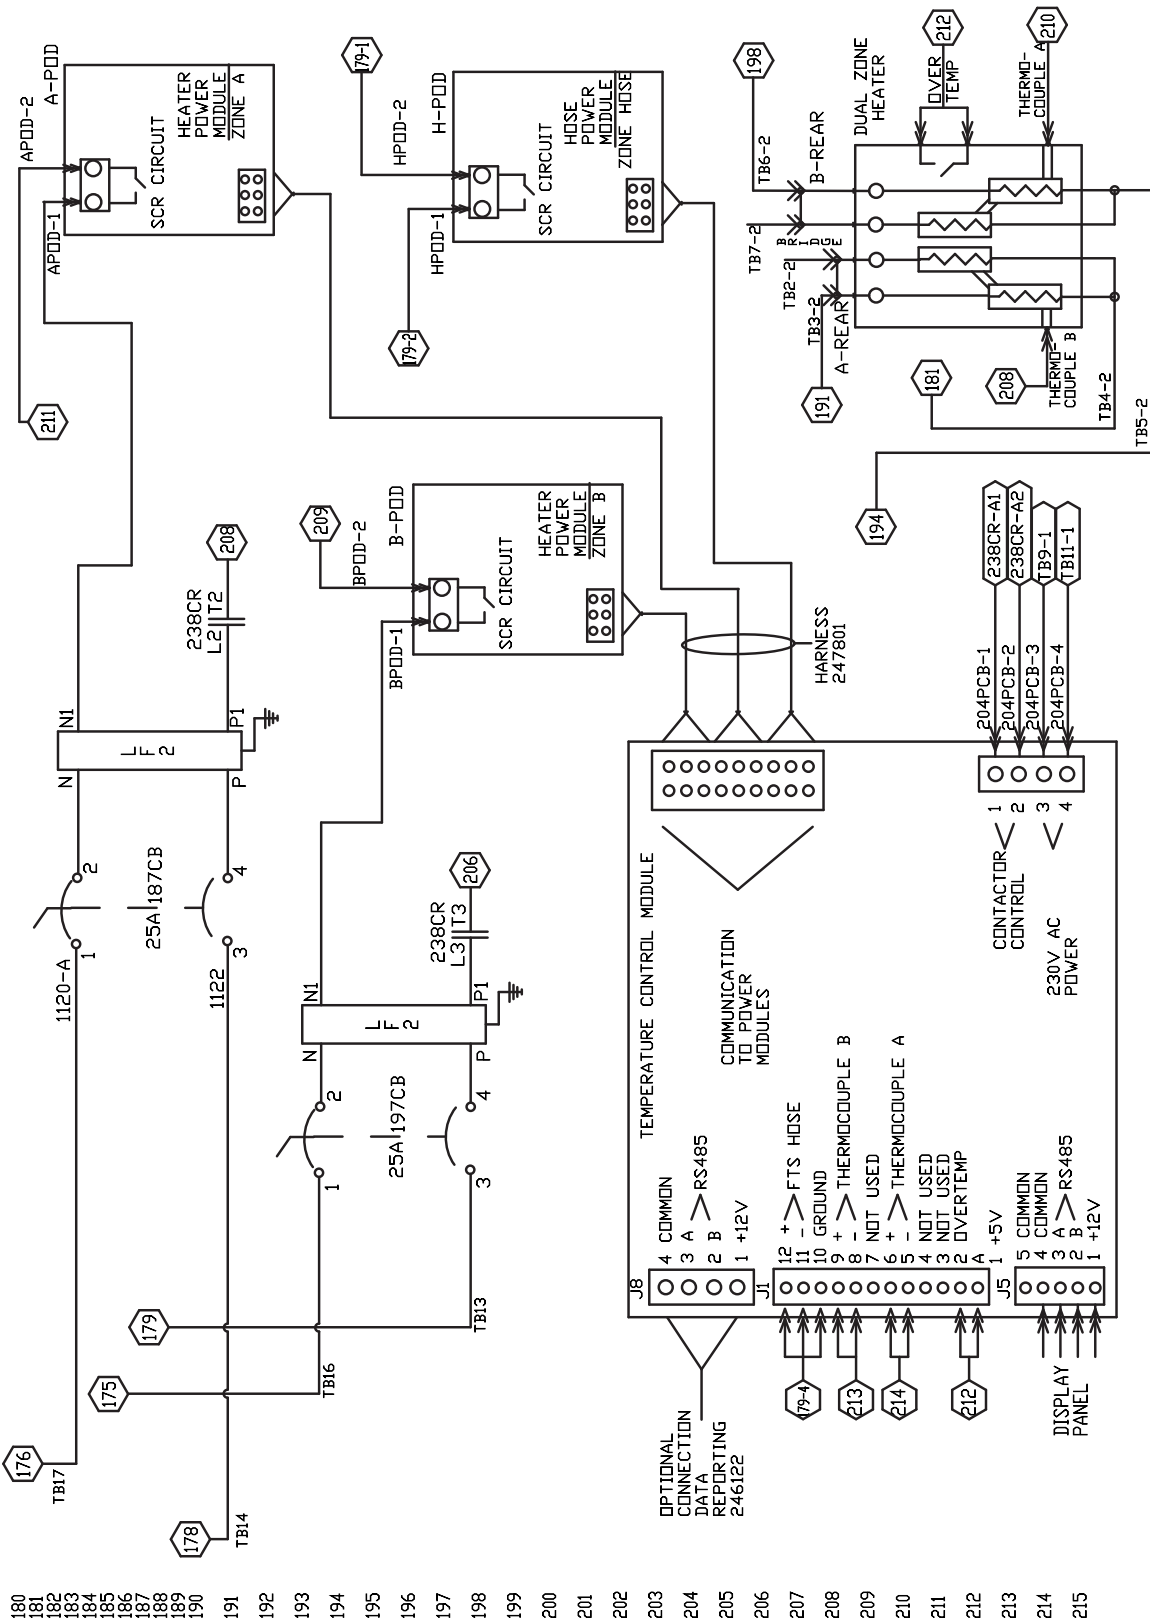 180
181
182
183
184
185
186
187
188
189
190
191
192
193
194
195
196
197
198
199
200
201
202
203
204
205
206
207
208
209
210
211
212
213
214
215
176
TB17
178
TB14
175
TB16
179
TB13
1120-A
1
2
25A 187CB
1122
3
4
N
N1
LF2
P
P1
238CR
L2 T2
208
211
APOD-1
APOD-2
A-POD
SCR CIRCUIT
HEATER
POWER
MODULE
ZONE A
1
2
25A 197CB
3
4
N
N1
LF2
P
P1
238CR
L3 T3
206
BPOD-1
BPOD-2
209
B-POD
SCR CIRCUIT
HEATER
POWER
MODULE
ZONE B
179-1
179-2
HPOD-1
HPOD-2
H-POD
SCR CIRCUIT
HOSE
POWER
MODULE
ZONE HOSE
HARNESS
247801
OPTIONAL
CONNECTION
DATA
REPORTING
246122
TEMPERATURE CONTROL MODULE
J8
4 COMMON
3 A
RS485
2 B
1 +12V
J1
12 +
FTS HOSE
11 -
10 GROUND
9 +
THERMOCOUPLE B
8 -
7 NOT USED
6 +
THERMOCOUPLE A
5 -
4 NOT USED
3 NOT USED
2 OVERTEMP
A
1 +5V
J5
5 COMMON
4 COMMON
3 A
RS485
2 B
1 +12V
179-4
213
214
212
DISPLAY
PANEL
COMMUNICATION
TO POWER
MODULES
CONTACTOR
CONTROL
230V AC
POWER
1
2
3
4
204PCB-1
204PCB-2
204PCB-3
204PCB-4
238CR-A1
238CR-A2
TB9-1
TB11-1
198
TB6-2
B-REAR
TB7-2
BRIDGE
TB2-2
TB3-2
A-REAR
191
DUAL ZONE
HEATER
OVER
TEMP
212
THERMO-
COUPLE A
210
181
208
THERMO-
COUPLE B
TB4-2
194
TB5-2